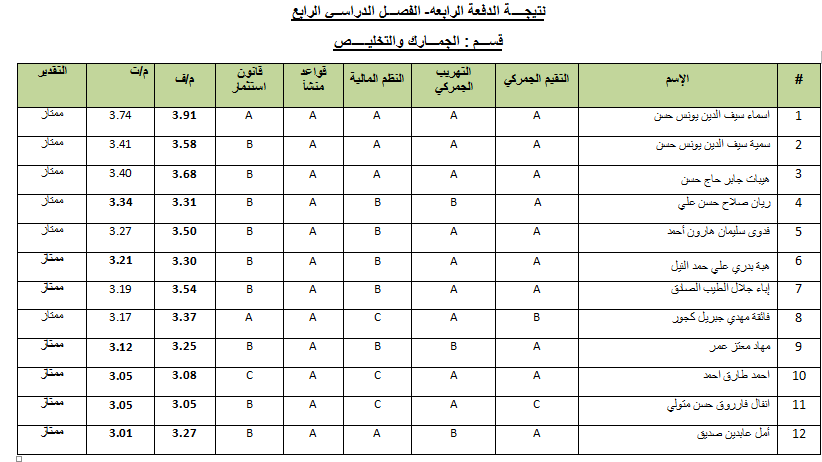 نتيجـــة الدفعة الرابعه- الفصـــل الدراســي الرابع
قســـم : الجمـــارك والتخليـــــص
# الإسم التقيم الجمركي التهريب الجمركي النظم المالية قواعد منشأ قانون استثمار م/ف م/ت التقدير
1 اسماء سيف الدين يونس حسن A A A A A 3.91 3.74 ممتاز
2 سمية سيف الدين يونس حسن A A A A B 3.58 3.41 ممتاز
3 هيبات جابر حاج حسن A A A A B 3.68 3.40 ممتاز
4 ريان صلاح حسن علي A B B A B 3.31 3.34 ممتاز
5 فدوى سليمان هارون أحمد A A B A B 3.50 3.27 ممتاز
6 هبة بدري علي حمد النيل A A B A B 3.30 3.21 ممتاز
7 إباء جلال الطيب الصادق A A B A B 3.54 3.19 ممتاز
8 فائقة مهدي جبريل كجور B A C A A 3.37 3.17 ممتاز
9 مهاد معتز عمر A B B A B 3.25 3.12 ممتاز
10 احمد طارق احمد A A C A C 3.08 3.05 ممتاز
11 انفال فارروق حسن متولي C A C A B 3.05 3.05 ممتاز
12 أمل عابدين صديق A B A A B 3.27 3.01 ممتاز